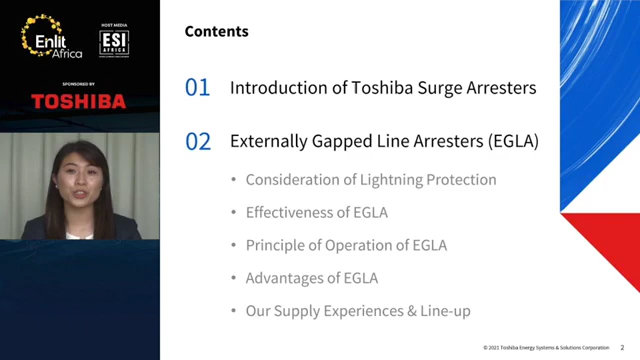 Enlit
Africa
HOST MEDIA
ESI
AFRICA
SPONSORED BY
TOSHIBA
Contents
01 Introduction of Toshiba Surge Arresters
02 Externally Gapped Line Arresters (EGLA)
• Consideration of Lightning Protection
• Effectiveness of EGLA
• Principle of Operation of EGLA
• Advantages of EGLA
• Our Supply Experiences & Line-up
© 2021 Toshiba Energy Systems & Solutions Corporation 2